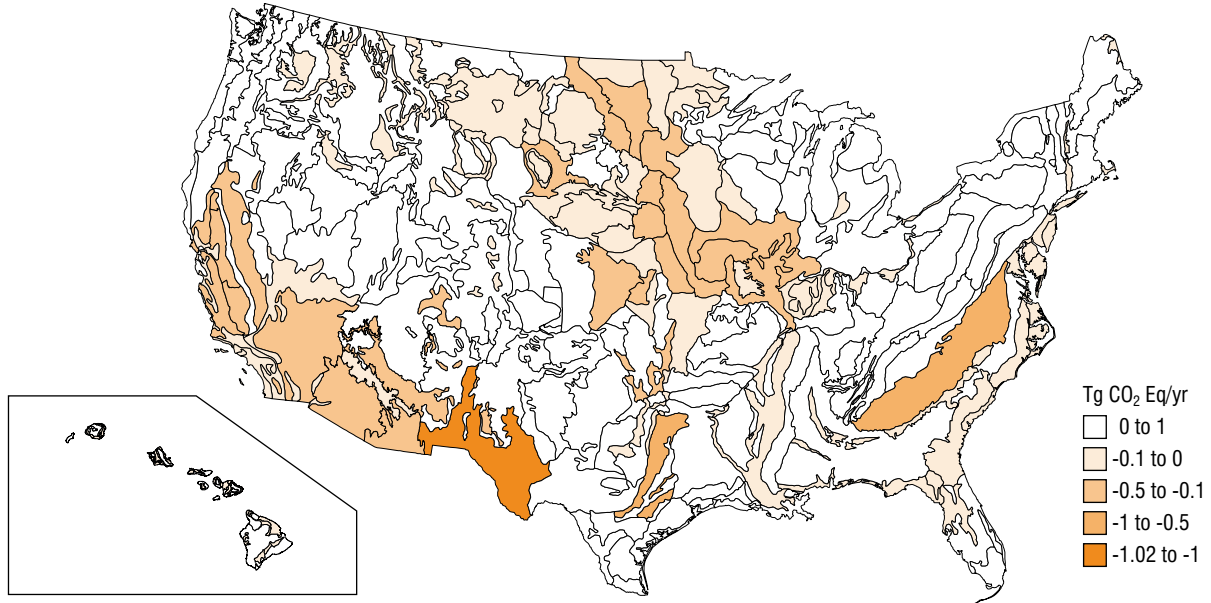 Tg CO₂ Eq/yr
0 to 1
-0.1 to 0
-0.5 to -0.1
-1 to -0.5
-1.02 to -1